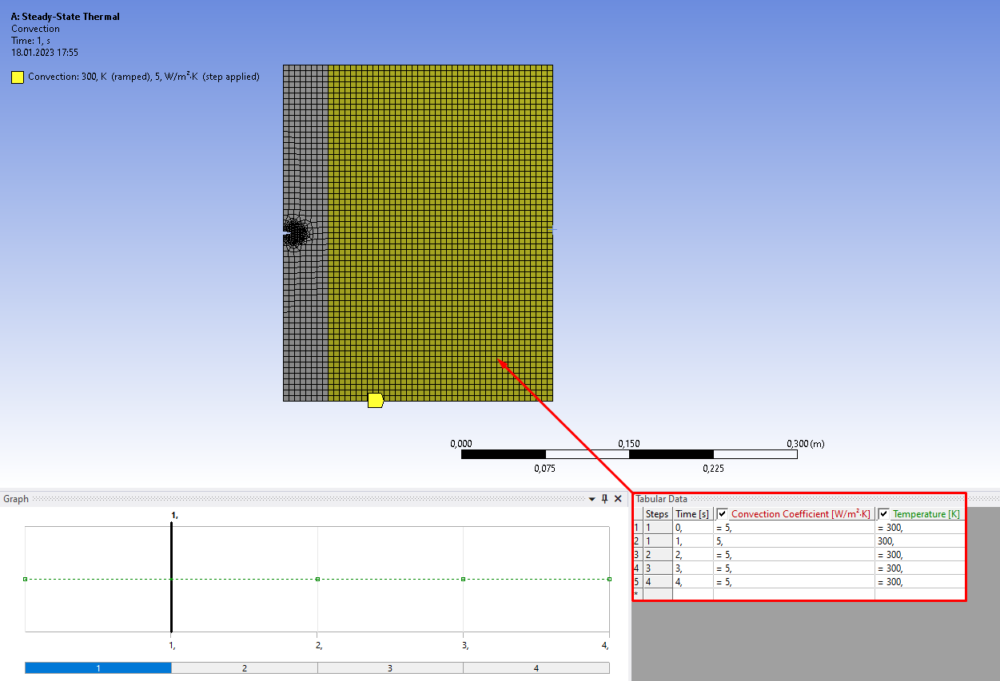 A: Steady-State Thermal
Convection
Time: 1, s
18.01.2023 17:55
Convection: 300, K (ramped), 5, W/m²·K (step applied)
0,000 0,150 0,300 (m)
0,075 0,225
Graph
1,
1, 2, 3, 4,
1 2 3 4
Tabular Data
Steps Time [s] Convection Coefficient [W/m²·K] Temperature [K]
1 1 0, = 5, = 300,
2 1 1, 5, 300,
3 2 2, = 5, = 300,
4 3 3, = 5, = 300,
5 4 4, = 5, = 300,
*